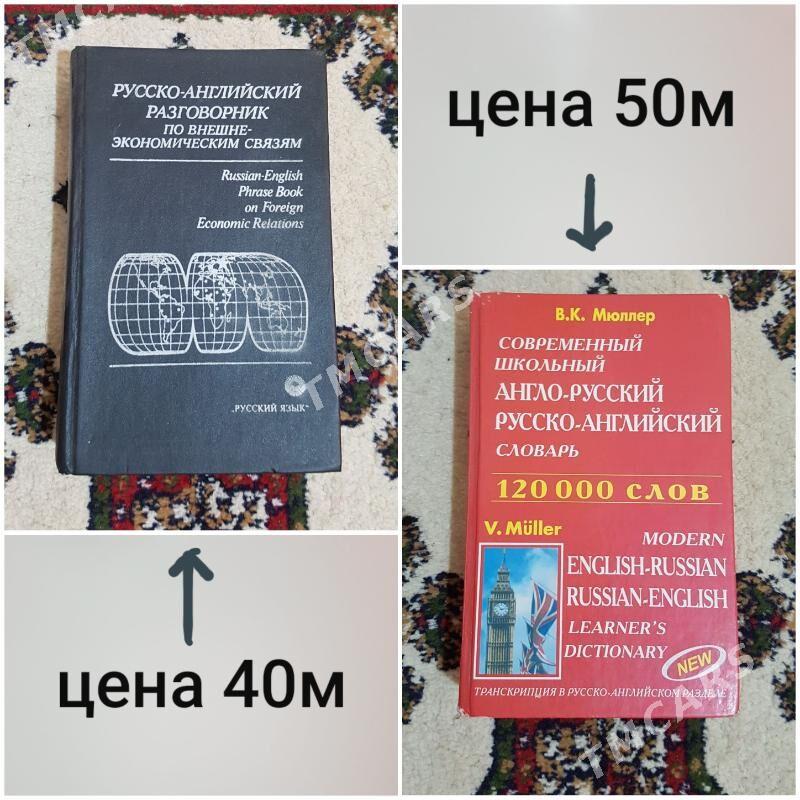 РУССКО-АНГЛИЙСКИЙ
РАЗГОВОРНИК
ПО ВНЕШНЕ-
ЭКОНОМИЧЕСКИМ СВЯЗЯМ
Russian-English
Phrase Book
on Foreign
Economic Relations
„РУССКИЙ ЯЗЫК“
цена 40м
цена 50м
В.К. Мюллер
СОВРЕМЕННЫЙ
ШКОЛЬНЫЙ
АНГЛО-РУССКИЙ
РУССКО-АНГЛИЙСКИЙ
СЛОВАРЬ
120 000 СЛОВ
V. Müller
MODERN
ENGLISH-RUSSIAN
RUSSIAN-ENGLISH
LEARNER'S
DICTIONARY
NEW
ТРАНСКРИПЦИЯ В РУССКО-АНГЛИЙСКОМ РАЗДЕЛЕ
TMCARS
TMCARS
TMCARS
TMCARS